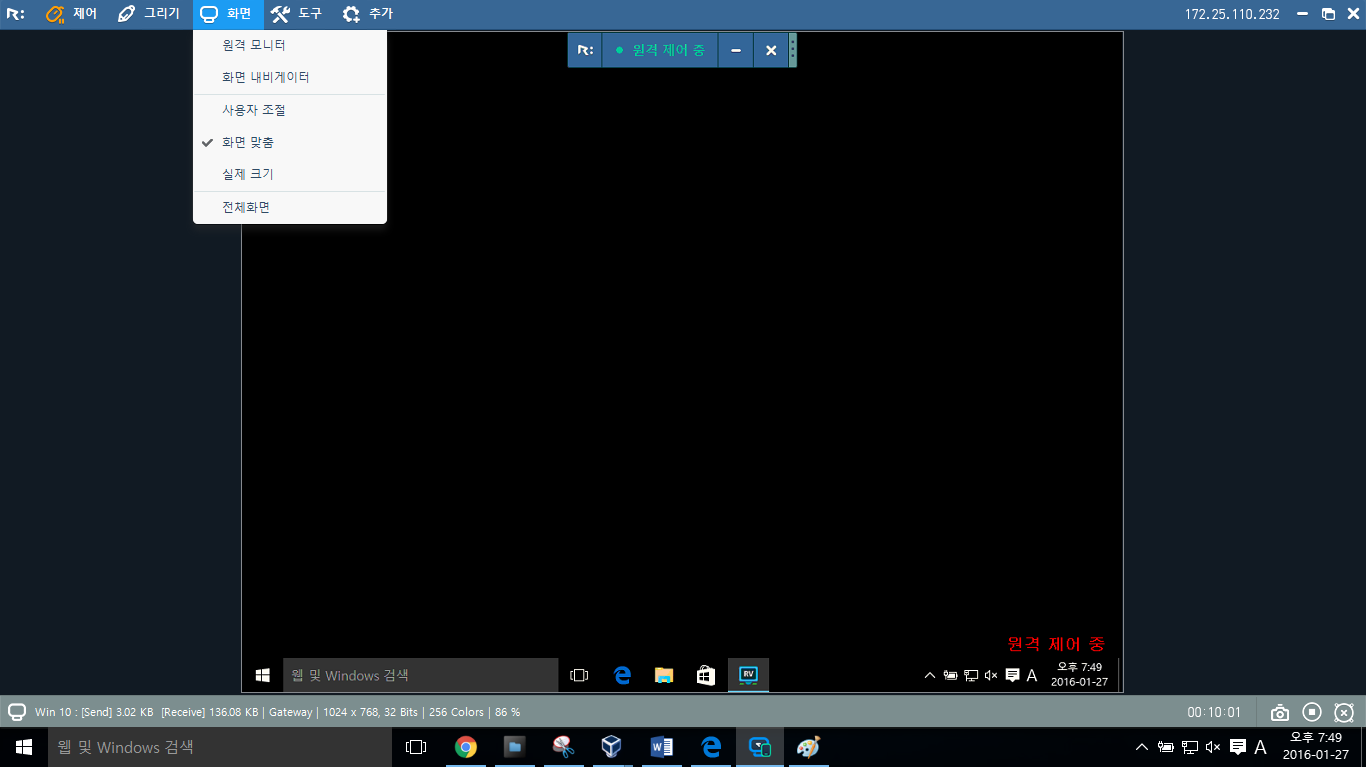 R: 제어 그리기 화면 도구 추가 172.25.110.232
원격 모니터
화면 내비게이터
사용자 조절
화면 맞춤
실제 크기
전체화면
R: 원격 제어 중
원격 제어 중
웹 및 Windows 검색 RV A 오후 7:49
2016-01-27
Win 10 : [Send] 3.02 KB [Receive] 136.08 KB | Gateway | 1024 x 768, 32 Bits | 256 Colors | 86 % 00:10:01
웹 및 Windows 검색 A 오후 7:49
2016-01-27